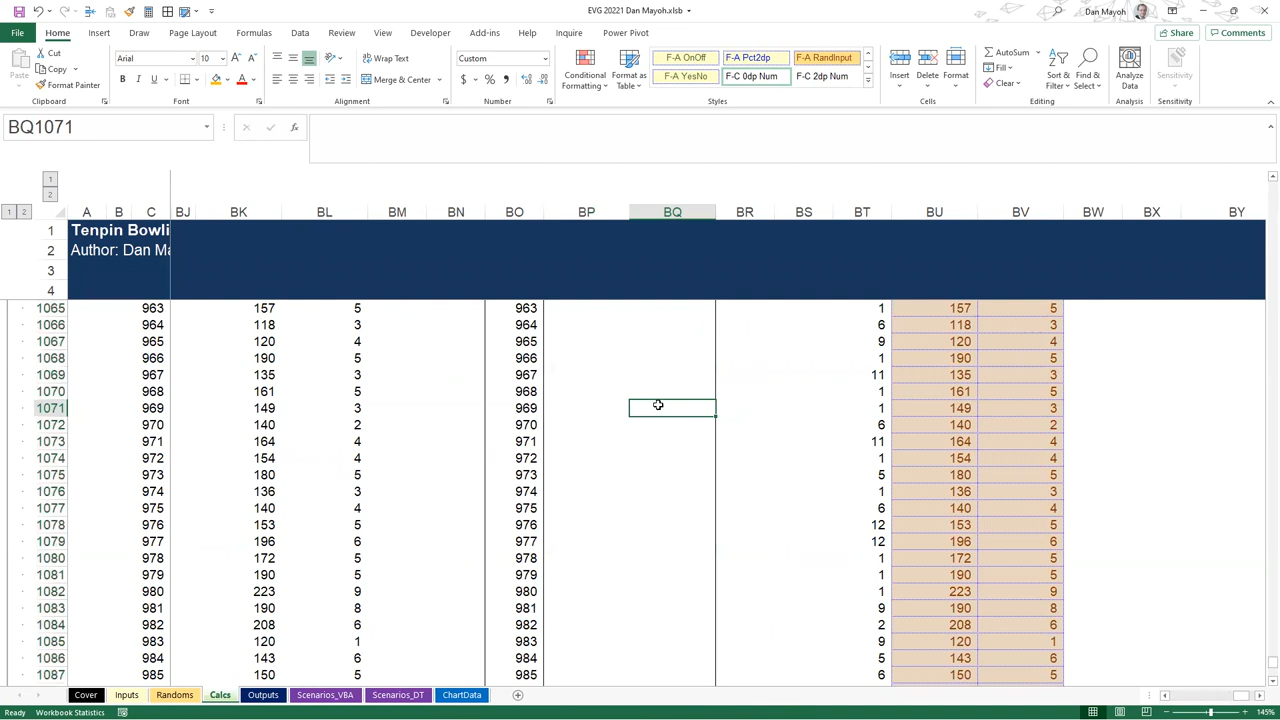 EVG 20221 Dan Mayoh.xlsb
Dan Mayoh
File Home Insert Draw Page Layout Formulas Data Review View Developer Add-ins Help Inquire Power Pivot Share Comments
Paste Cut Copy Format Painter Clipboard
Arial 10 B I U Font
Wrap Text Merge & Center Alignment
Custom $ % Number
Conditional Formatting Format as Table F-A OnOff F-A Pct2dp F-A RandInput F-A YesNo F-C 0dp Num F-C 2dp Num Styles
Insert Delete Format Cells
AutoSum Fill Clear Sort & Filter Find & Select Editing
Analyze Data Analysis
Sensitivity Sensitivity
BQ1071 fx
1
2
1 2 A B C BJ BK BL BM BN BO BP BQ BR BS BT BU BV BW BX BY
1 Tenpin Bowli
2 Author: Dan Ma
3
4
1065 963 157 5 963 1 157 5
1066 964 118 3 964 6 118 3
1067 965 120 4 965 9 120 4
1068 966 190 5 966 1 190 5
1069 967 135 3 967 11 135 3
1070 968 161 5 968 1 161 5
1071 969 149 3 969 1 149 3
1072 970 140 2 970 6 140 2
1073 971 164 4 971 11 164 4
1074 972 154 4 972 1 154 4
1075 973 180 5 973 5 180 5
1076 974 136 3 974 1 136 3
1077 975 140 4 975 6 140 4
1078 976 153 5 976 12 153 5
1079 977 196 6 977 12 196 6
1080 978 172 5 978 1 172 5
1081 979 190 5 979 1 190 5
1082 980 223 9 980 1 223 9
1083 981 190 8 981 9 190 8
1084 982 208 6 982 2 208 6
1085 983 120 1 983 9 120 1
1086 984 143 6 984 5 143 6
1087 985 150 5 985 6 150 5
Cover Inputs Randoms Calcs Outputs Scenarios_VBA Scenarios_DT ChartData
Ready Workbook Statistics 145%